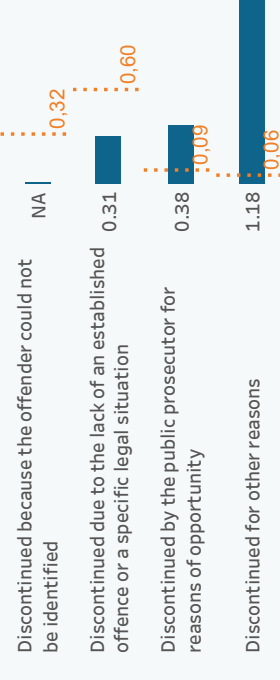 0,32
NA
Discontinued because the offender could not
be identified
0,60
0.31
Discontinued due to the lack of an established
offence or a specific legal situation
0,09
0.38
Discontinued by the public prosecutor for
reasons of opportunity
0,06
1.18
Discontinued for other reasons